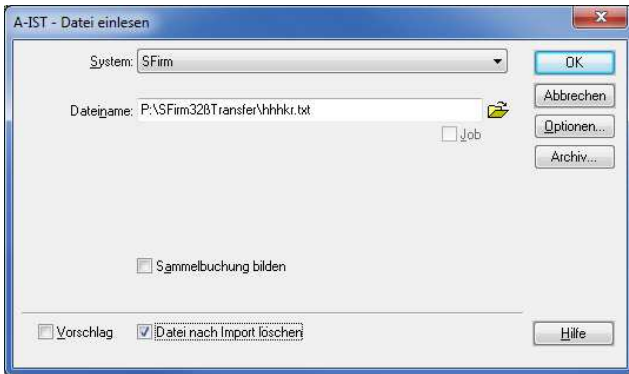 A-IST - Datei einlesen
System: SFirm
OK
Abbrechen
Dateiname: P:\SFirm32ßTransfer\hhhkr.txt
Job
Optionen...
Archiv...
Sammelbuchung bilden
Vorschlag
Datei nach Import löschen
Hilfe